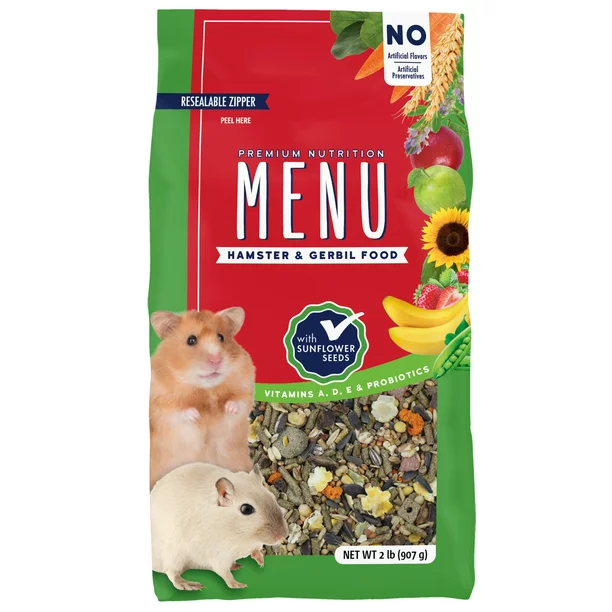 NO
Artificial Flavors
Artificial
Preservatives
RESEALABLE ZIPPER
PEEL HERE
PREMIUM NUTRITION
MENU
HAMSTER & GERBIL FOOD
with
SUNFLOWER
SEEDS
VITAMINS A, D, E & PROBIOTICS
NET WT 2 lb (907 g)